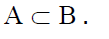 A ⊂ B .